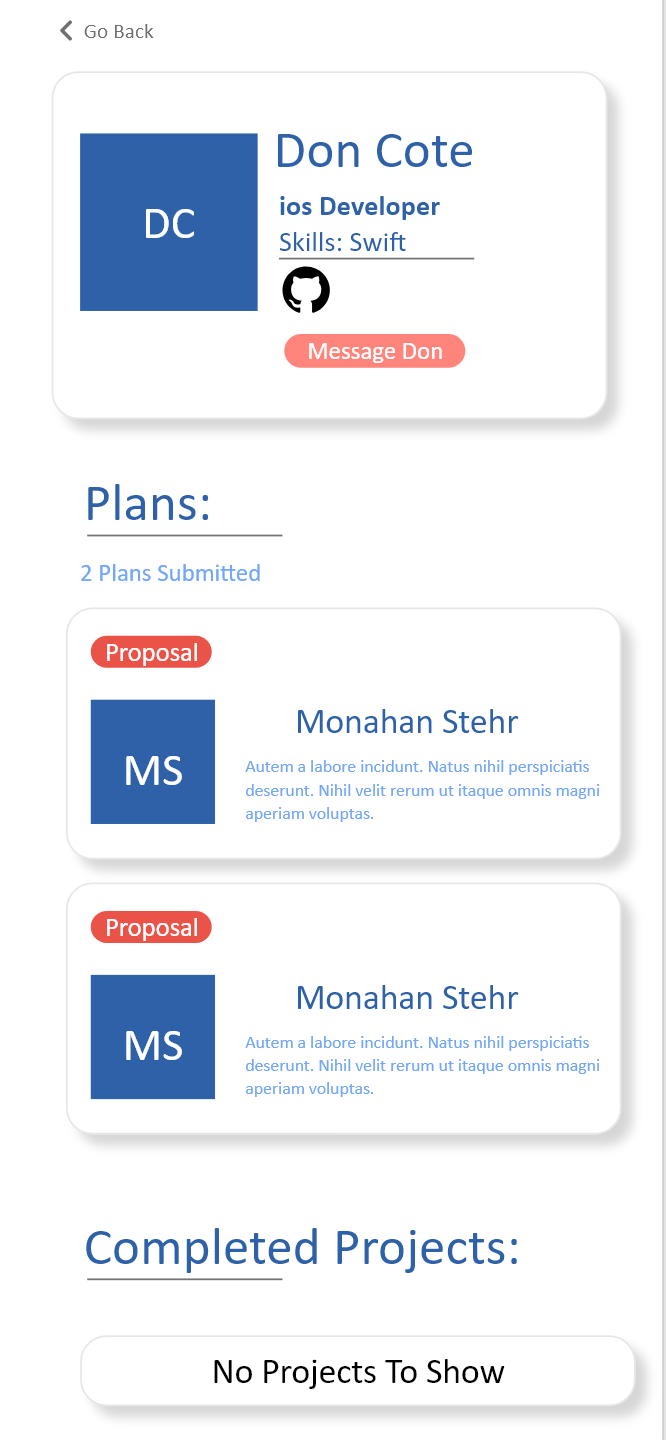 Go Back
DC
Don Cote
ios Developer
Skills: Swift
Message Don
Plans:
2 Plans Submitted
Proposal
MS
Monahan Stehr
Autem a labore incidunt. Natus nihil perspiciatis
deserunt. Nihil velit rerum ut itaque omnis magni
aperiam voluptas.
Proposal
MS
Monahan Stehr
Autem a labore incidunt. Natus nihil perspiciatis
deserunt. Nihil velit rerum ut itaque omnis magni
aperiam voluptas.
Completed Projects:
No Projects To Show